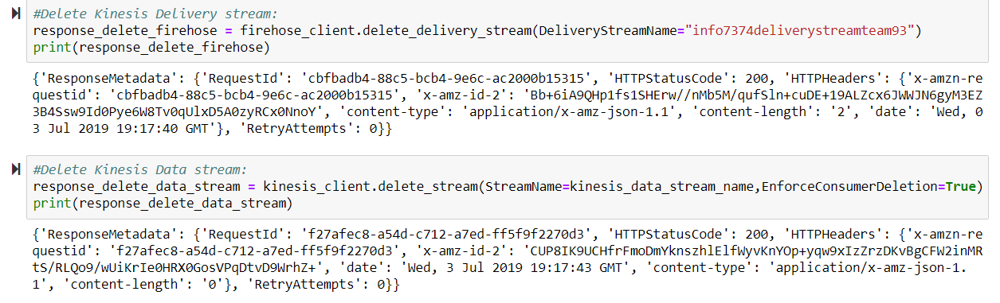 #Delete Kinesis Delivery stream:
response_delete_firehose = firehose_client.delete_delivery_stream(DeliveryStreamName="info7374deliverystreamteam93")
print(response_delete_firehose)
{'ResponseMetadata': {'RequestId': 'cbfbadb4-88c5-bcb4-9e6c-ac2000b15315', 'HTTPStatusCode': 200, 'HTTPHeaders': {'x-amzn-re
questid': 'cbfbadb4-88c5-bcb4-9e6c-ac2000b15315', 'x-amz-id-2': 'Bb+6iA9QHp1fs1SHErw//nMb5M/qufSln+cuDE+19ALZcx6JWWJN6gyM3EZ
3B4Ssw9Id0Pye6W8Tv0qUlxD5A0zyRCx0NnoY', 'content-type': 'application/x-amz-json-1.1', 'content-length': '2', 'date': 'Wed, 0
3 Jul 2019 19:17:40 GMT'}, 'RetryAttempts': 0}}
#Delete Kinesis Data stream:
response_delete_data_stream = kinesis_client.delete_stream(StreamName=kinesis_data_stream_name,EnforceConsumerDeletion=True)
print(response_delete_data_stream)
{'ResponseMetadata': {'RequestId': 'f27afec8-a54d-c712-a7ed-ff5f9f2270d3', 'HTTPStatusCode': 200, 'HTTPHeaders': {'x-amzn-r
equestid': 'f27afec8-a54d-c712-a7ed-ff5f9f2270d3', 'x-amz-id-2': 'CUP8IK9UCHfrFmoDmYknszhlElfWyvKnYOp+yqw9xIzZrzDKvBgCFW2inMR
tS/RLQo9/wUiKrIe0HRX0GosVPqDtvD9WrhZ+', 'date': 'Wed, 3 Jul 2019 19:17:43 GMT', 'content-type': 'application/x-amz-json-1.
1', 'content-length': '0'}, 'RetryAttempts': 0}}